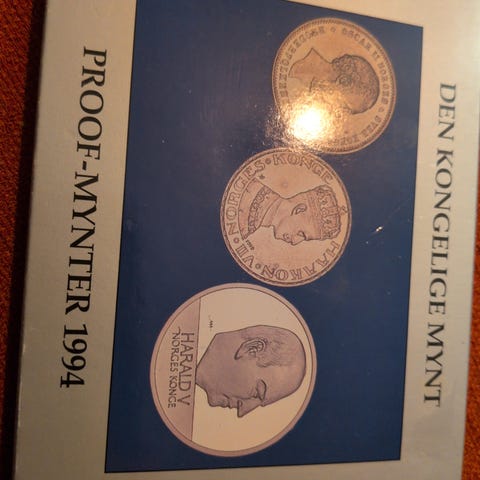 DEN KONGELIGE MYNT
OSCAR II NORGES
HAAKON · VII · NORGES · KONGE
HARALD V
NORGES KONGE
PROOF-MYNTER 1994